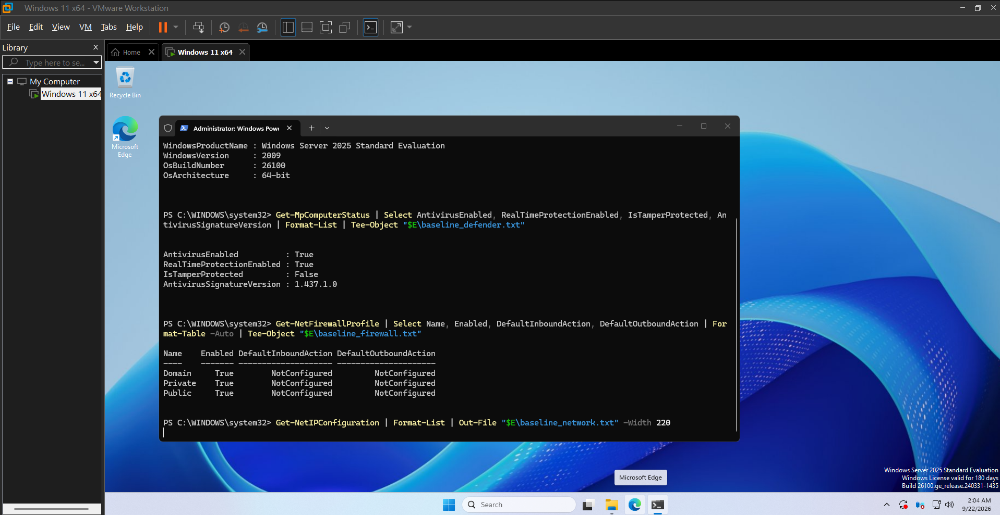 Windows 11 x64 - VMware Workstation
File Edit View VM Tabs Help
Library
Type here to se...
My Computer
Windows 11 x64
Home
Windows 11 x64
Recycle Bin
Microsoft
Edge
Administrator: Windows Powe
WindowsProductName : Windows Server 2025 Standard Evaluation
WindowsVersion     : 2009
OsBuildNumber      : 26100
OsArchitecture     : 64-bit
PS C:\WINDOWS\system32> Get-MpComputerStatus | Select AntivirusEnabled, RealTimeProtectionEnabled, IsTamperProtected, An
tivirusSignatureVersion | Format-List | Tee-Object "$E\baseline_defender.txt"
AntivirusEnabled          : True
RealTimeProtectionEnabled : True
IsTamperProtected         : False
AntivirusSignatureVersion : 1.437.1.0
PS C:\WINDOWS\system32> Get-NetFirewallProfile | Select Name, Enabled, DefaultInboundAction, DefaultOutboundAction | For
mat-Table -Auto | Tee-Object "$E\baseline_firewall.txt"
Name    Enabled DefaultInboundAction DefaultOutboundAction
----    ------- -------------------- ---------------------
Domain     True        NotConfigured         NotConfigured
Private    True        NotConfigured         NotConfigured
Public     True        NotConfigured         NotConfigured
PS C:\WINDOWS\system32> Get-NetIPConfiguration | Format-List | Out-File "$E\baseline_network.txt" -Width 220
Microsoft Edge
Windows Server 2025 Standard Evaluation
Windows License valid for 180 days
Build 26100.ge_release.240331-1435
Search
2:04 AM
9/22/2026